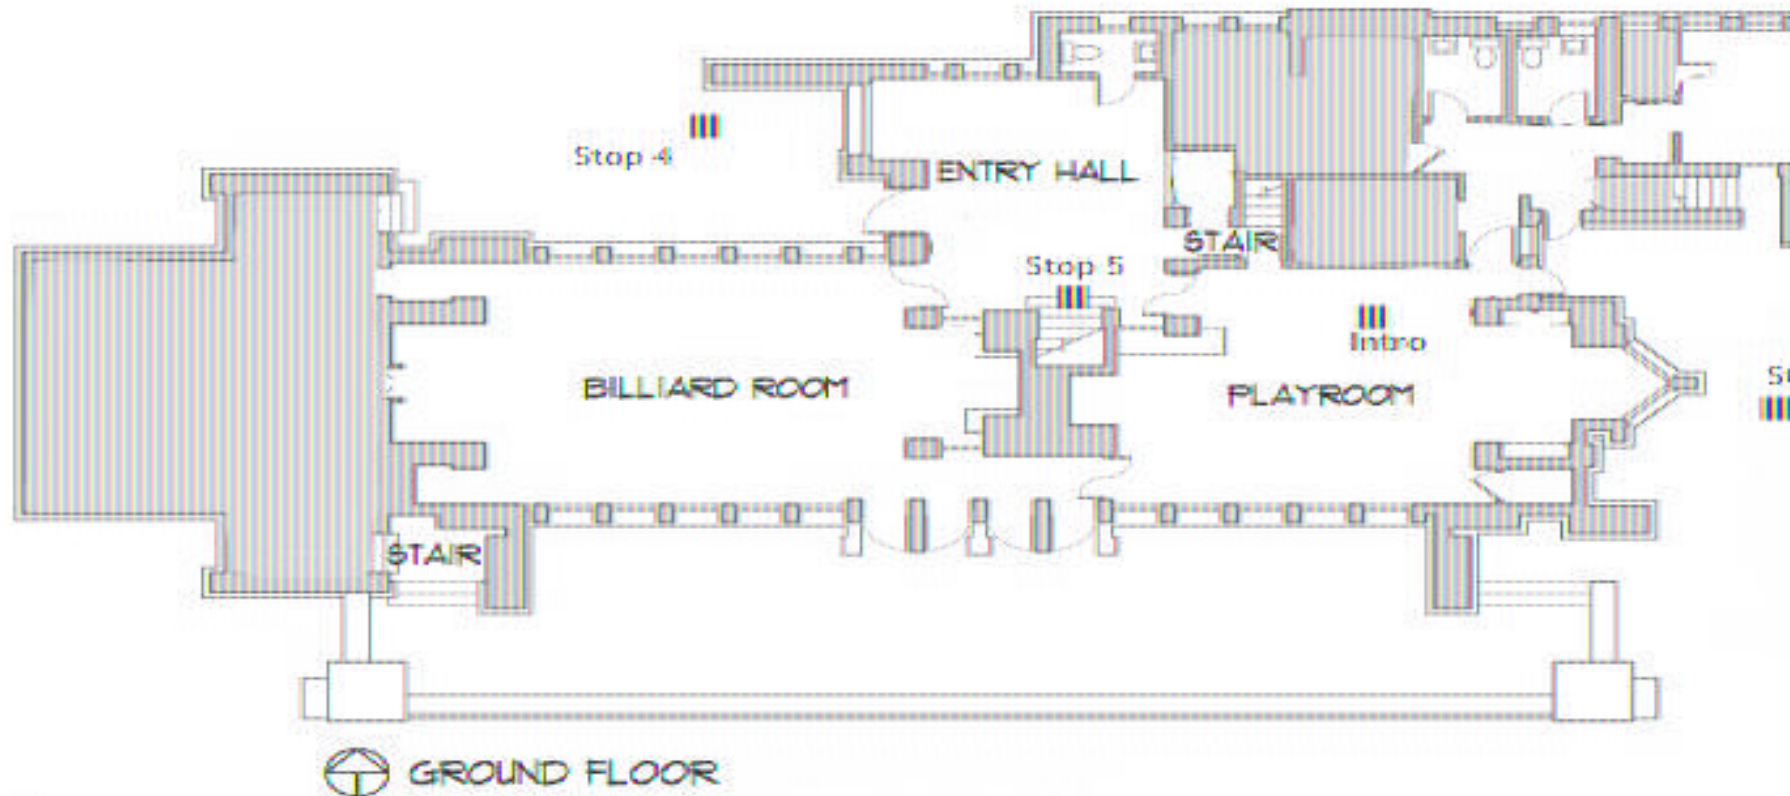 Stop 4
ENTRY HALL
STAIR
Stop 5
Intro
BILLIARD ROOM
PLAYROOM
STAIR
GROUND FLOOR